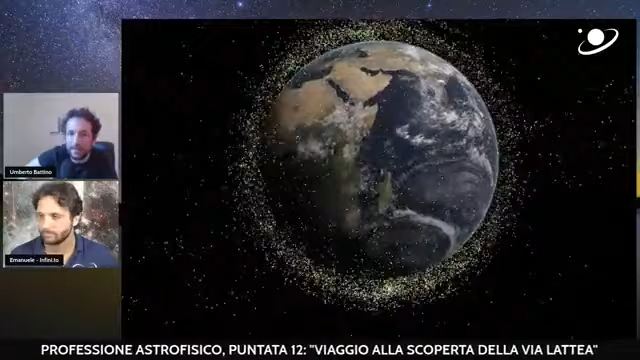 Umberto Battino
Emanuele - Infini.to
PROFESSIONE ASTROFISICO, PUNTATA 12: "VIAGGIO ALLA SCOPERTA DELLA VIA LATTEA"